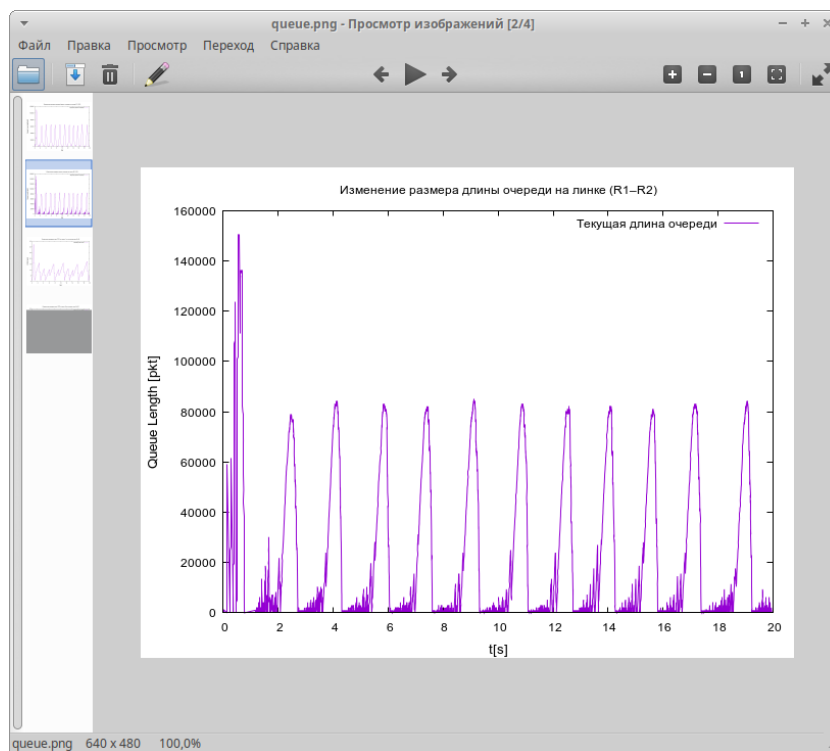 queue.png - Просмотр изображений [2/4]
Файл Правка Просмотр Переход Справка
Изменение размера длины очереди на линке (R1–R2)
Текущая длина очереди
160000
140000
120000
100000
80000
60000
40000
20000
0
Queue Length [pkt]
0 2 4 6 8 10 12 14 16 18 20
t[s]
queue.png 640 x 480 100,0%